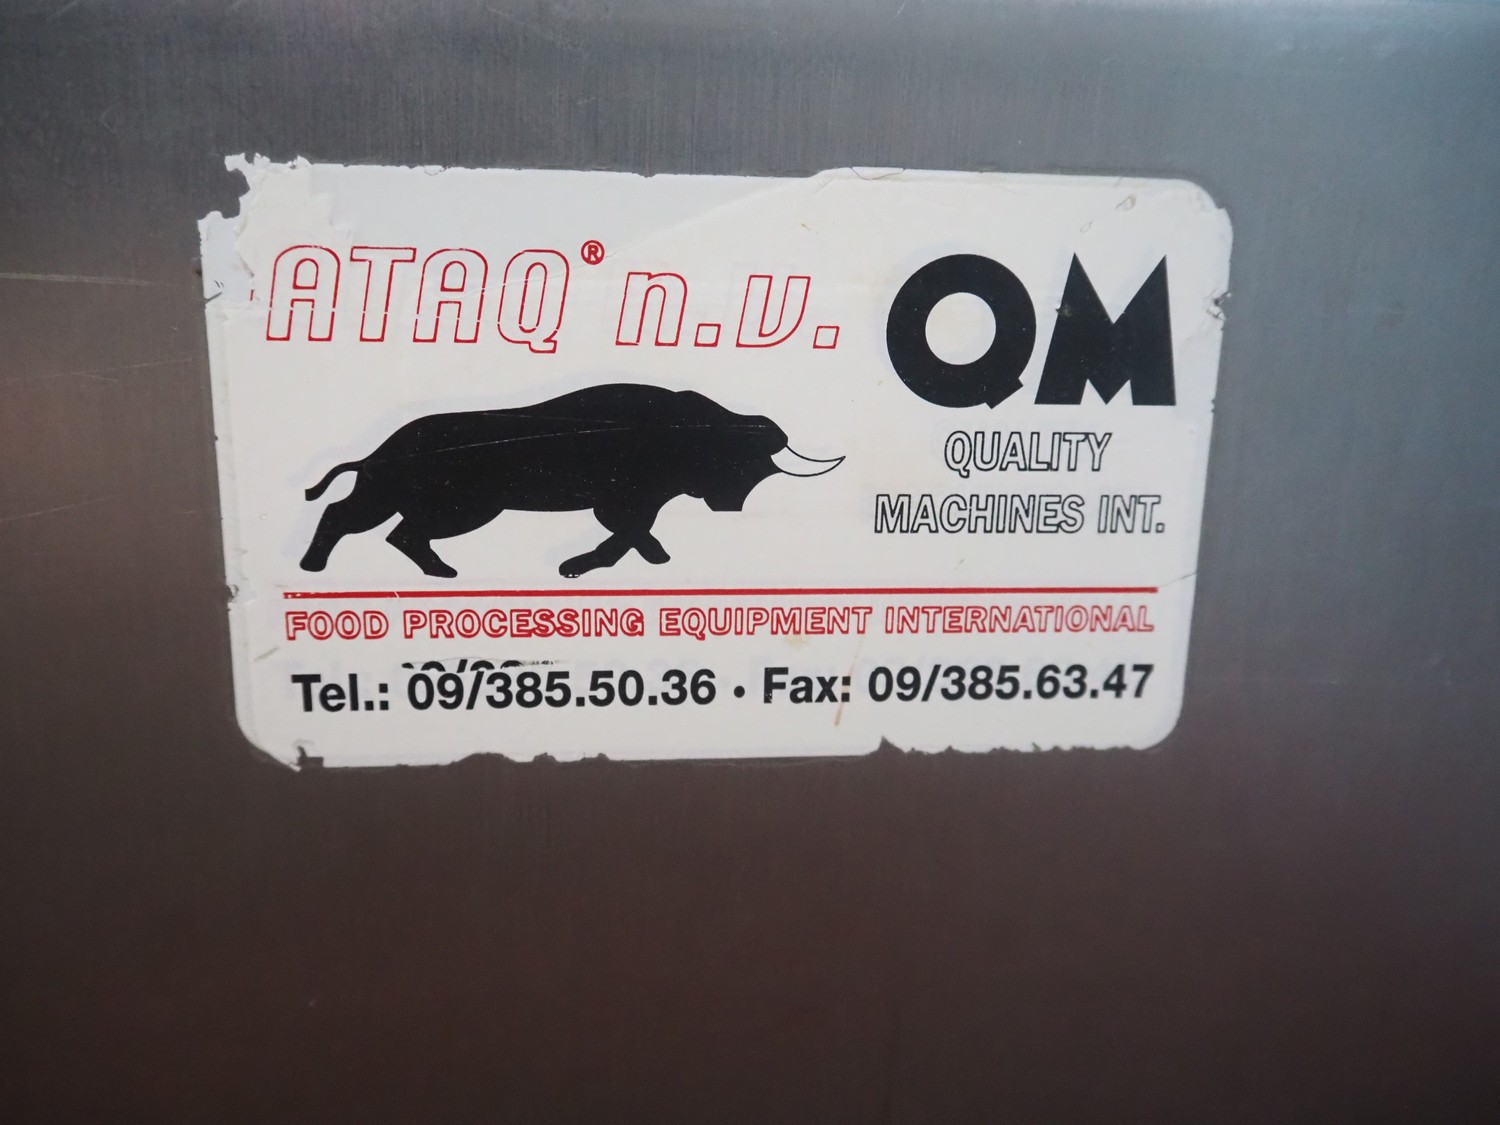 ATAQ® n.v.
QM
QUALITY
MACHINES INT.
FOOD PROCESSING EQUIPMENT INTERNATIONAL
Tel.: 09/385.50.36 • Fax: 09/385.63.47